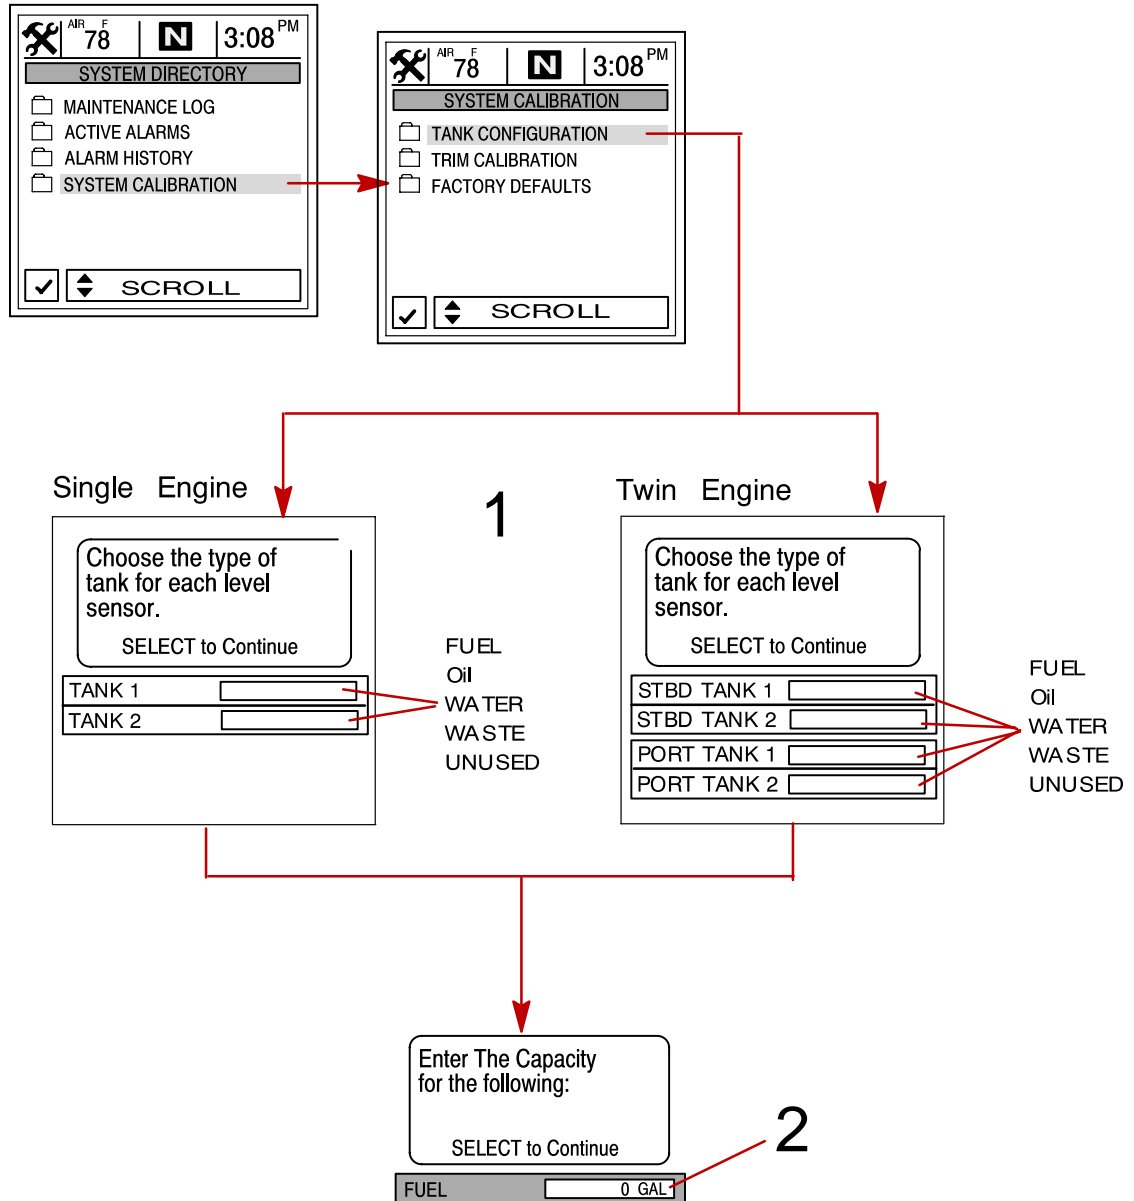 AIR F
78 N 3:08 PM
SYSTEM DIRECTORY
MAINTENANCE LOG
ACTIVE ALARMS
ALARM HISTORY
SYSTEM CALIBRATION
SCROLL
AIR F
78 N 3:08 PM
SYSTEM CALIBRATION
TANK CONFIGURATION
TRIM CALIBRATION
FACTORY DEFAULTS
SCROLL
Single Engine
1
Choose the type of
tank for each level
sensor.
SELECT to Continue
TANK 1
TANK 2
FUEL
Oil
WATER
WASTE
UNUSED
Twin Engine
Choose the type of
tank for each level
sensor.
SELECT to Continue
STBD TANK 1
STBD TANK 2
PORT TANK 1
PORT TANK 2
FUEL
Oil
WATER
WASTE
UNUSED
Enter The Capacity
for the following:
SELECT to Continue
2
FUEL 0 GAL